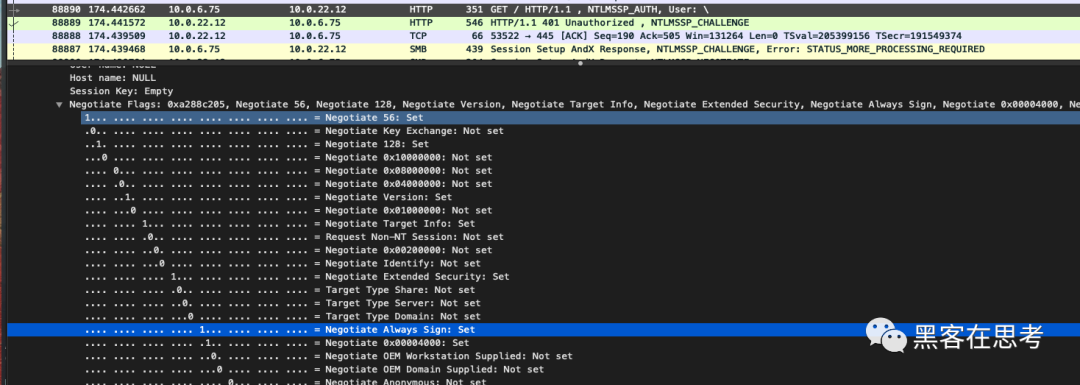 88890 174.442662 10.0.6.75 10.0.22.12 HTTP 351 GET / HTTP/1.1 , NTLMSSP_AUTH, User: \
88889 174.441572 10.0.22.12 10.0.6.75 HTTP 546 HTTP/1.1 401 Unauthorized , NTLMSSP_CHALLENGE
88888 174.439509 10.0.6.75 10.0.22.12 TCP 66 53522 → 445 [ACK] Seq=190 Ack=505 Win=131264 Len=0 TSval=205399156 TSecr=191549374
88887 174.439468 10.0.22.12 10.0.6.75 SMB 439 Session Setup AndX Response, NTLMSSP_CHALLENGE, Error: STATUS_MORE_PROCESSING_REQUIRED
User name: NULL
Host name: NULL
Session Key: Empty
Negotiate Flags: 0xa288c205, Negotiate 56, Negotiate 128, Negotiate Version, Negotiate Target Info, Negotiate Extended Security, Negotiate Always Sign, Negotiate 0x00004000, Ne
1... .... .... .... .... .... .... .... = Negotiate 56: Set
.0.. .... .... .... .... .... .... .... = Negotiate Key Exchange: Not set
..1. .... .... .... .... .... .... .... = Negotiate 128: Set
...0 .... .... .... .... .... .... .... = Negotiate 0x10000000: Not set
.... 0... .... .... .... .... .... .... = Negotiate 0x08000000: Not set
.... .0.. .... .... .... .... .... .... = Negotiate 0x04000000: Not set
.... ..1. .... .... .... .... .... .... = Negotiate Version: Set
.... ...0 .... .... .... .... .... .... = Negotiate 0x01000000: Not set
.... .... 1... .... .... .... .... .... = Negotiate Target Info: Set
.... .... .0.. .... .... .... .... .... = Request Non-NT Session: Not set
.... .... ..0. .... .... .... .... .... = Negotiate 0x00200000: Not set
.... .... ...0 .... .... .... .... .... = Negotiate Identify: Not set
.... .... .... 1... .... .... .... .... = Negotiate Extended Security: Set
.... .... .... .0.. .... .... .... .... = Target Type Share: Not set
.... .... .... ..0. .... .... .... .... = Target Type Server: Not set
.... .... .... ...0 .... .... .... .... = Target Type Domain: Not set
.... .... .... .... 1... .... .... .... = Negotiate Always Sign: Set
.... .... .... .... .1.. .... .... .... = Negotiate 0x00004000: Set
.... .... .... .... ..0. .... .... .... = Negotiate OEM Workstation Supplied: Not set
.... .... .... .... ...0 .... .... .... = Negotiate OEM Domain Supplied: Not set
.... .... .... .... .... 0... .... .... = Negotiate Anonymous: Not set
黑客在思考